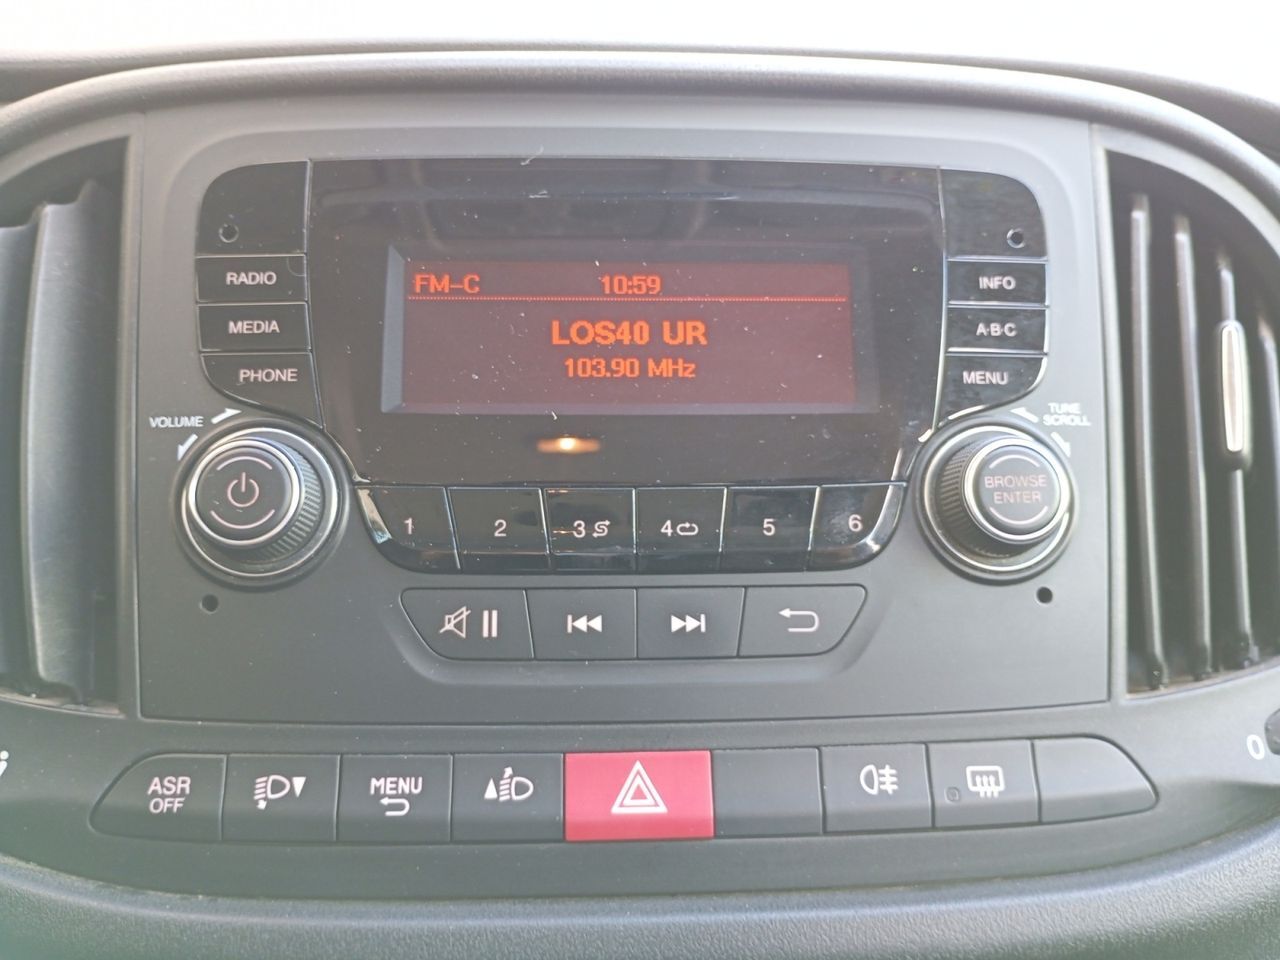 FM-C 10:59
LOS40 UR
103.90 MHz
RADIO
MEDIA
PHONE
VOLUME
INFO
A·B·C
MENU
TUNE
SCROLL
BROWSE
ENTER
1 2 3 4 5 6
ASR
OFF
MENU
0